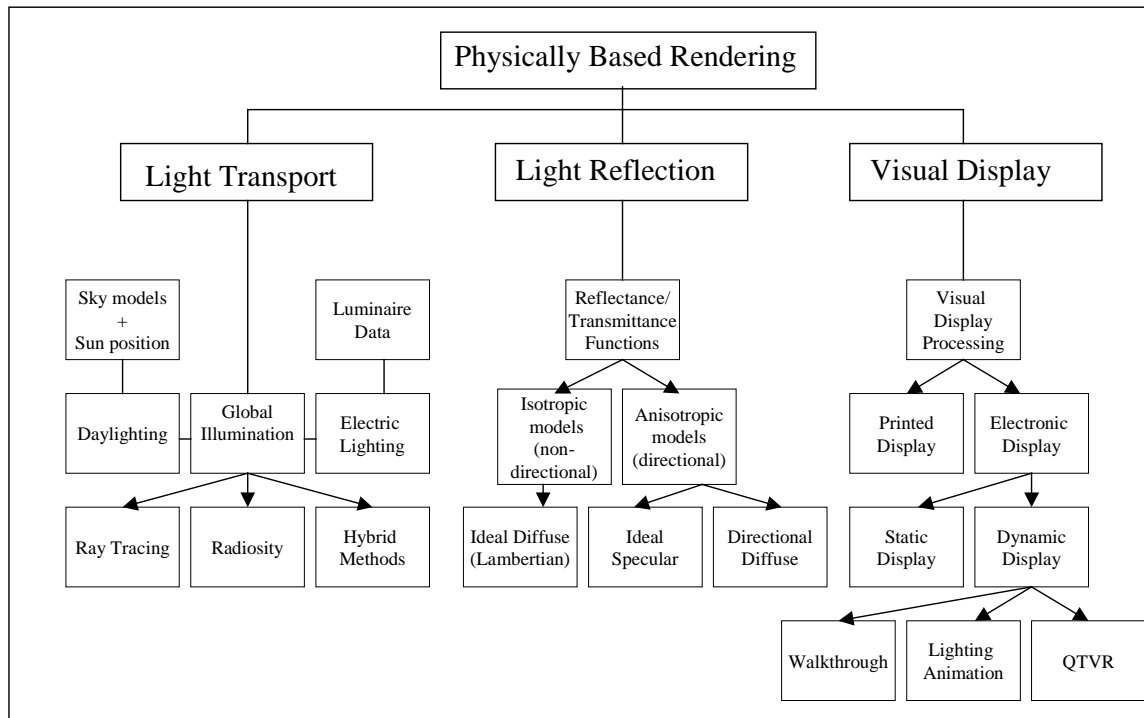 Physically Based Rendering
Light Transport
Light Reflection
Visual Display
Sky models
+
Sun position
Luminaire
Data
Reflectance/
Transmittance
Functions
Visual
Display
Processing
Daylighting
Global
Illumination
Electric
Lighting
Isotropic
models
(non-
directional)
Anisotropic
models
(directional)
Printed
Display
Electronic
Display
Ray Tracing
Radiosity
Hybrid
Methods
Ideal Diffuse
(Lambertian)
Ideal
Specular
Directional
Diffuse
Static
Display
Dynamic
Display
Walkthrough
Lighting
Animation
QTVR